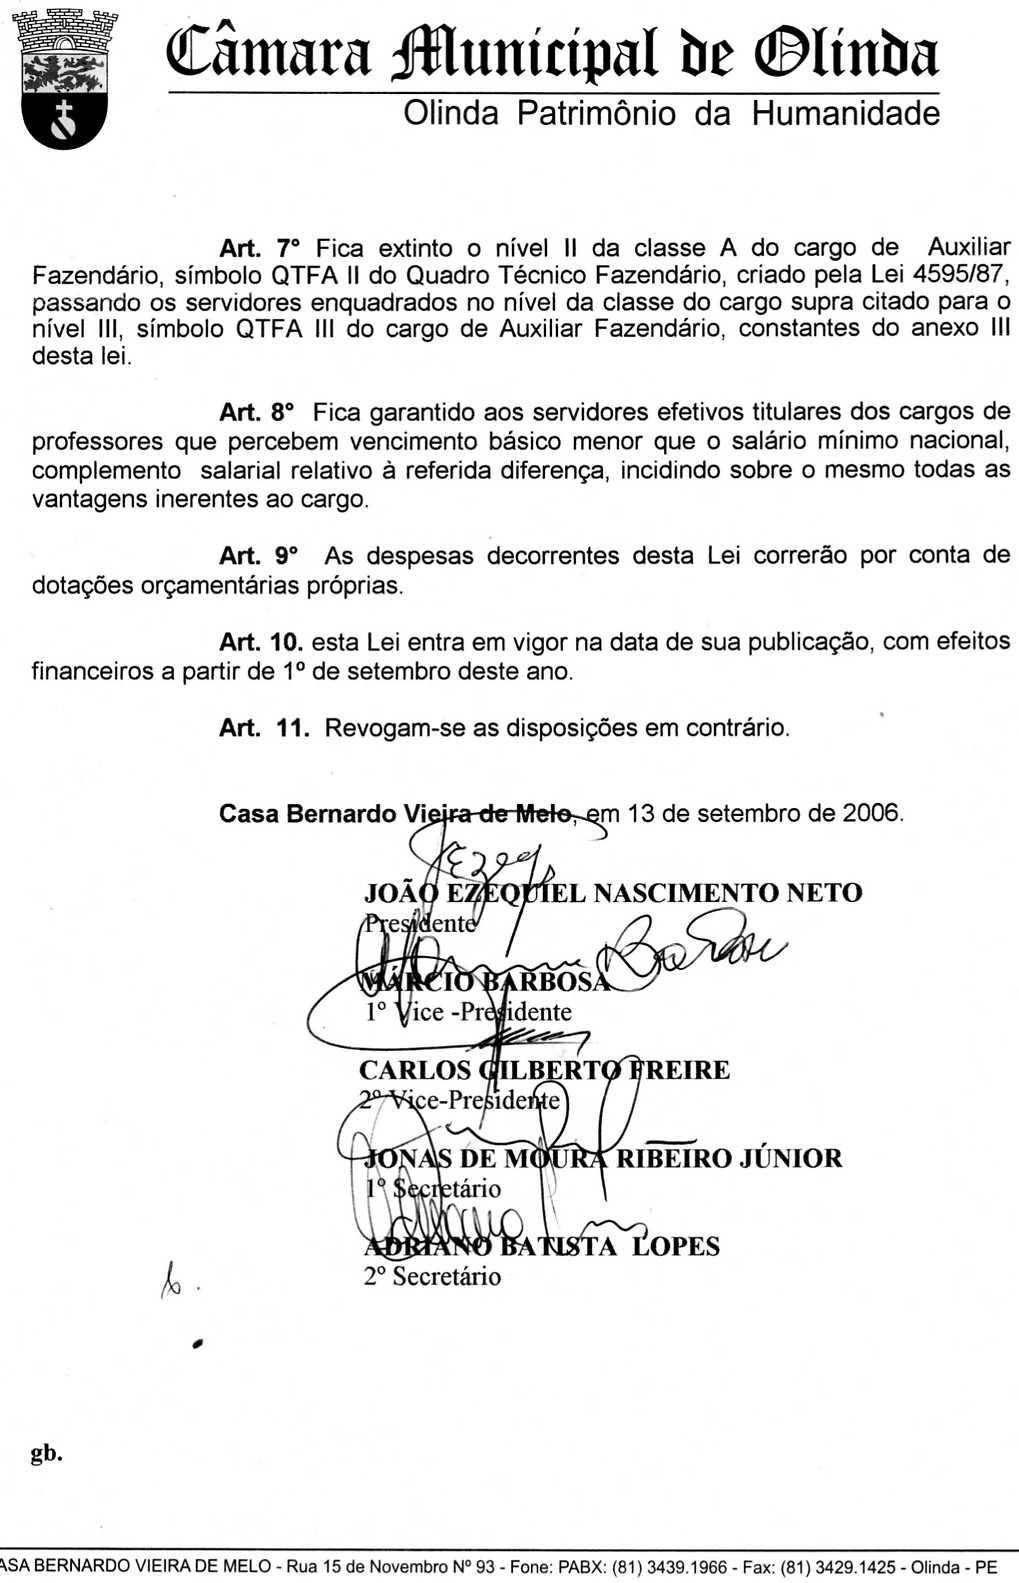 Câmara Municipal de Olinda
Olinda Patrimônio da Humanidade
Art. 7° Fica extinto o nível II da classe A do cargo de Auxiliar
Fazendário, símbolo QTFA II do Quadro Técnico Fazendário, criado pela Lei 4595/87,
passando os servidores enquadrados no nível da classe do cargo supra citado para o
nível III, símbolo QTFA III do cargo de Auxiliar Fazendário, constantes do anexo III
desta lei.
Art. 8° Fica garantido aos servidores efetivos titulares dos cargos de
professores que percebem vencimento básico menor que o salário mínimo nacional,
complemento salarial relativo à referida diferença, incidindo sobre o mesmo todas as
vantagens inerentes ao cargo.
Art. 9° As despesas decorrentes desta Lei correrão por conta de
dotações orçamentárias próprias.
Art. 10. esta Lei entra em vigor na data de sua publicação, com efeitos
financeiros a partir de 1º de setembro deste ano.
Art. 11. Revogam-se as disposições em contrário.
Casa Bernardo Vieira de Melo, em 13 de setembro de 2006.
JOÃO EZEQUIEL NASCIMENTO NETO
Presidente
MÁRCIO BARBOSA
1º Vice -Presidente
CARLOS GILBERTO FREIRE
2º Vice-Presidente
JONAS DE MOURA RIBEIRO JÚNIOR
1º Secretário
ADRIANO BATISTA LOPES
2º Secretário
gb.
ASA BERNARDO VIEIRA DE MELO - Rua 15 de Novembro Nº 93 - Fone: PABX: (81) 3439.1966 - Fax: (81) 3429.1425 - Olinda - PE